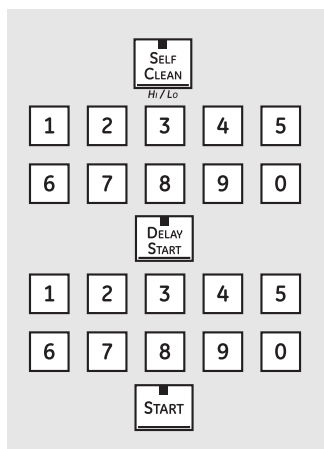 SELF
CLEAN
HI / LO
1 2 3 4 5
6 7 8 9 0
DELAY
START
1 2 3 4 5
6 7 8 9 0
START